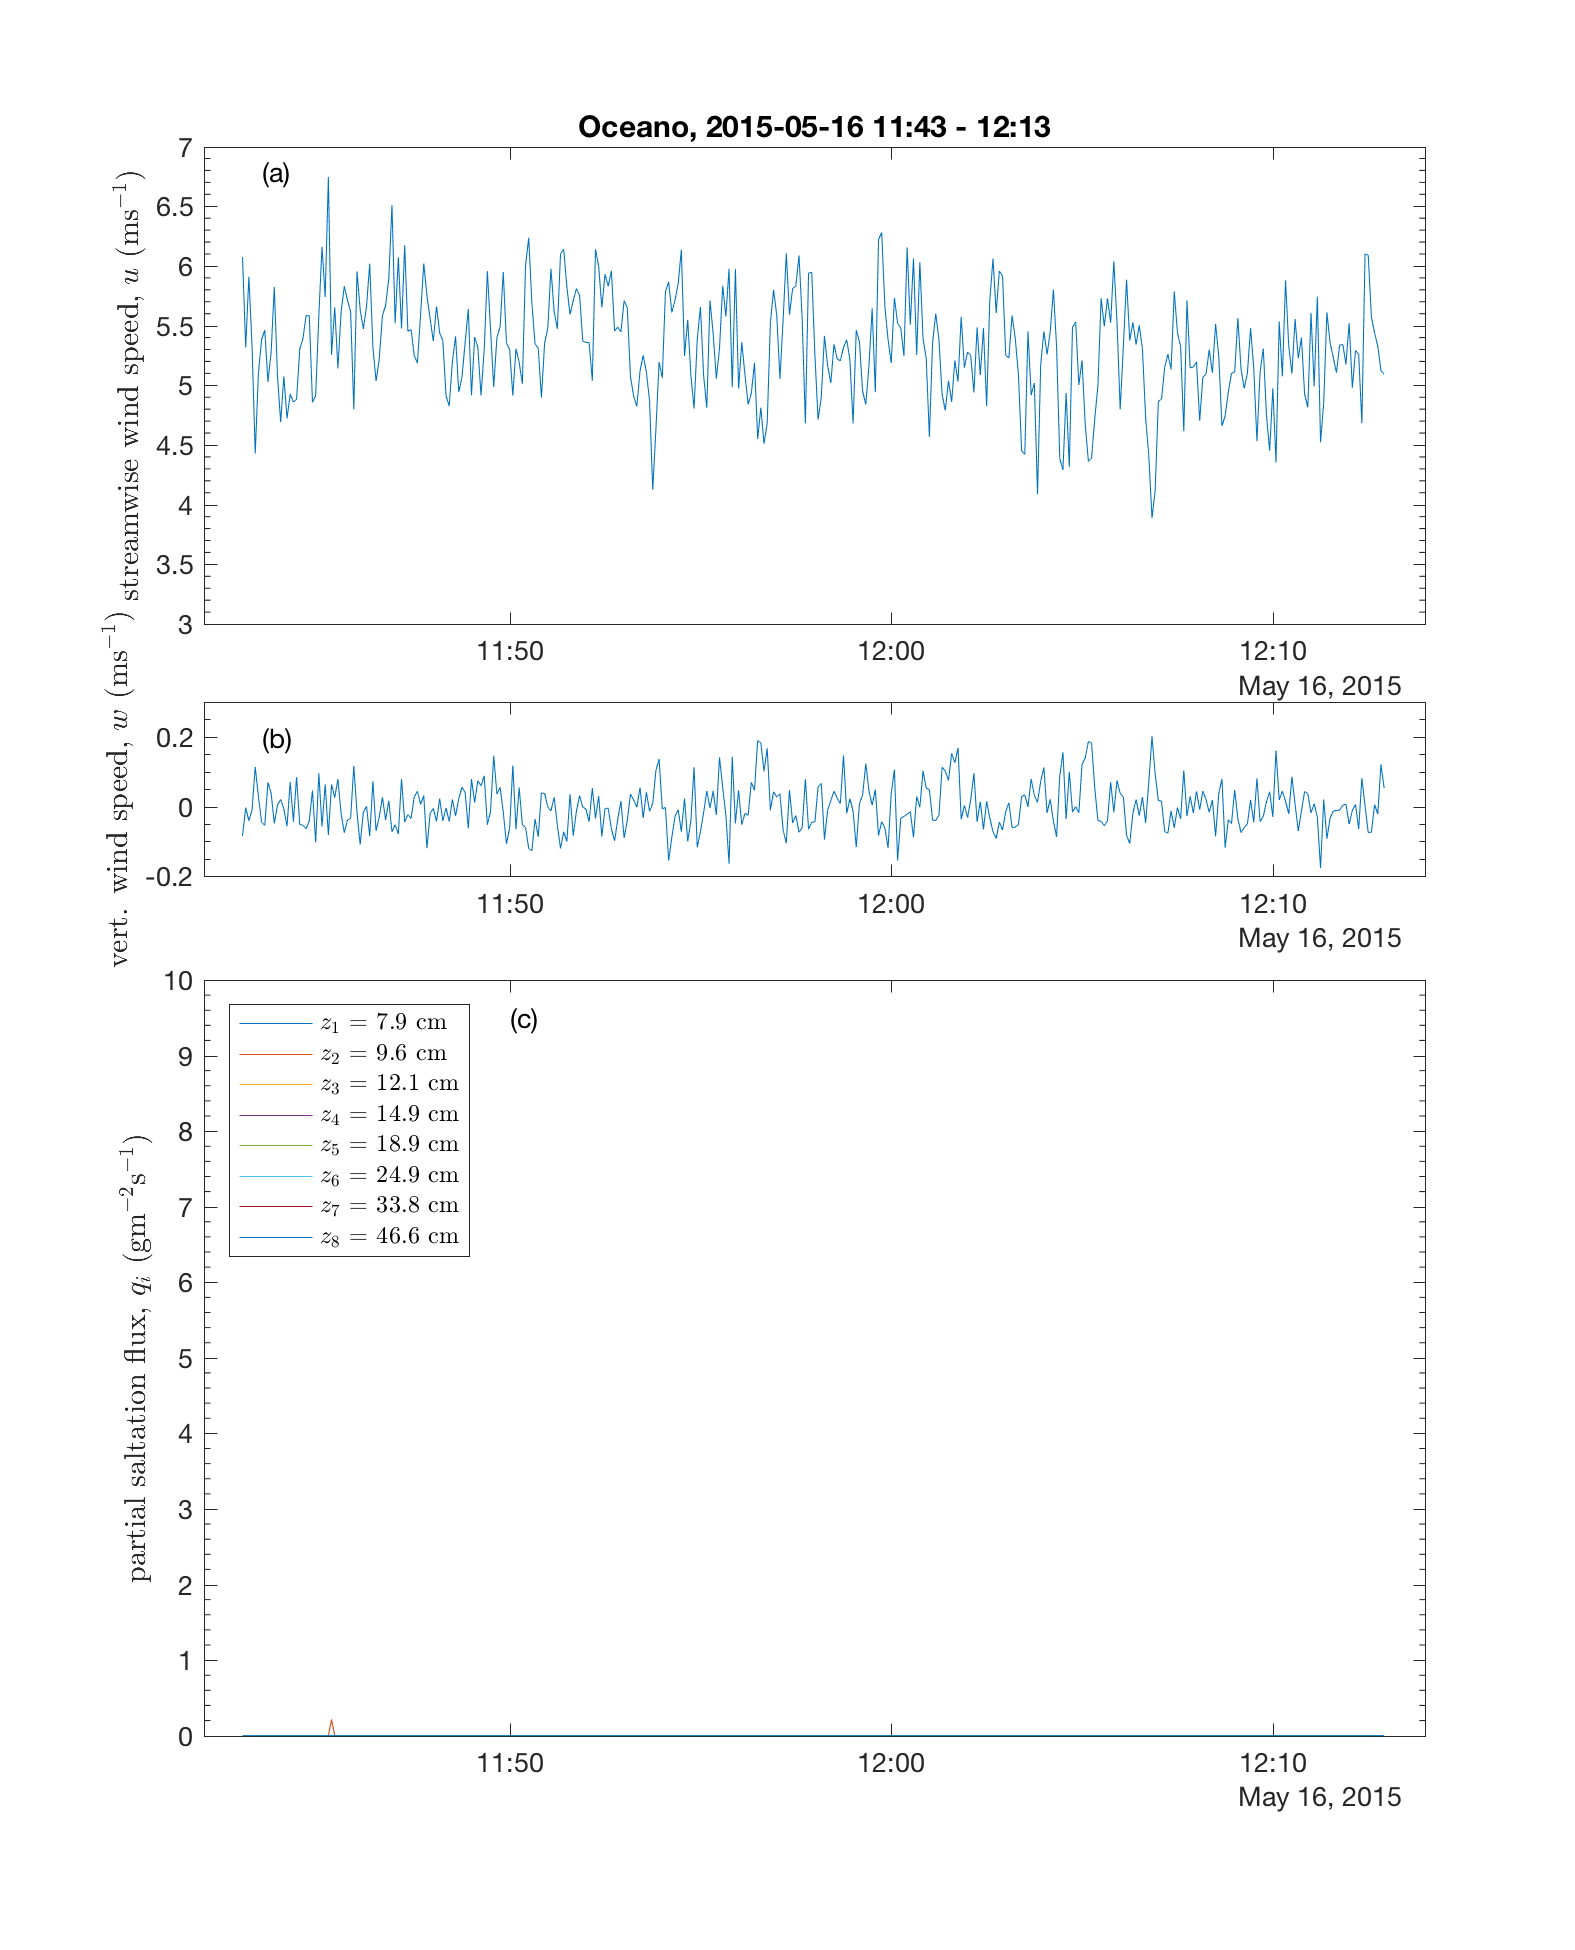 Oceano, 2015-05-16 11:43 - 12:13
(a)
streamwise wind speed, u (ms⁻¹)
7
6.5
6
5.5
5
4.5
4
3.5
3
11:50 12:00 12:10
May 16, 2015
(b)
vert. wind speed, w (ms⁻¹)
0.2
0
-0.2
11:50 12:00 12:10
May 16, 2015
(c)
partial saltation flux, qᵢ (gm⁻²s⁻¹)
10
9
8
7
6
5
4
3
2
1
0
z₁ = 7.9 cm
z₂ = 9.6 cm
z₃ = 12.1 cm
z₄ = 14.9 cm
z₅ = 18.9 cm
z₆ = 24.9 cm
z₇ = 33.8 cm
z₈ = 46.6 cm
11:50 12:00 12:10
May 16, 2015